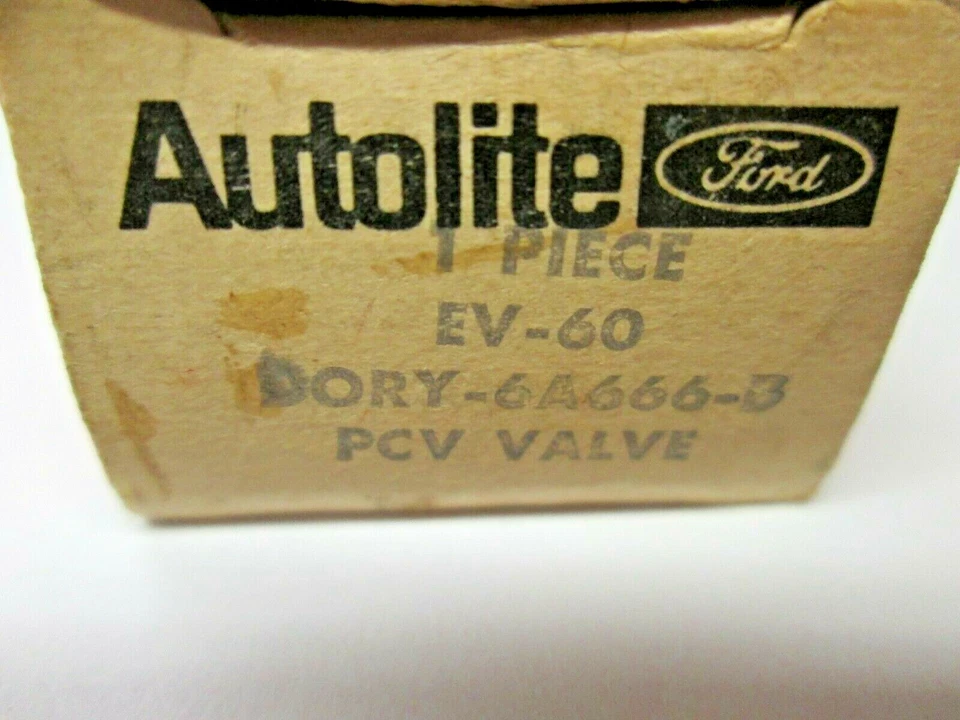 Autolite Ford
1 PIECE
EV-60
DORY-6A666-B
PCV VALVE